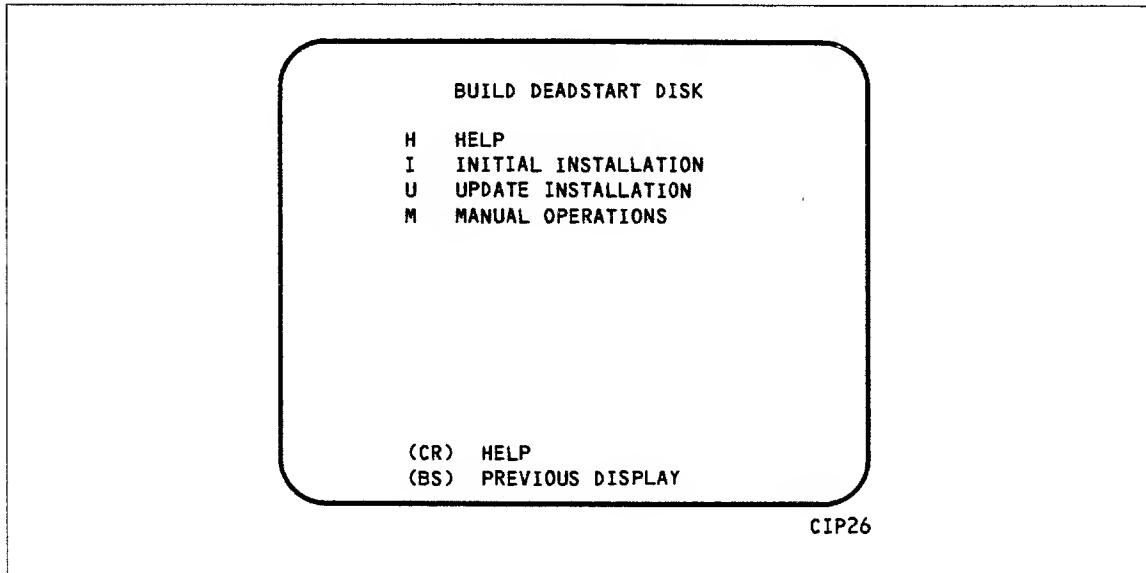 BUILD DEADSTART DISK
H HELP
I INITIAL INSTALLATION
U UPDATE INSTALLATION
M MANUAL OPERATIONS
(CR) HELP
(BS) PREVIOUS DISPLAY
CIP26